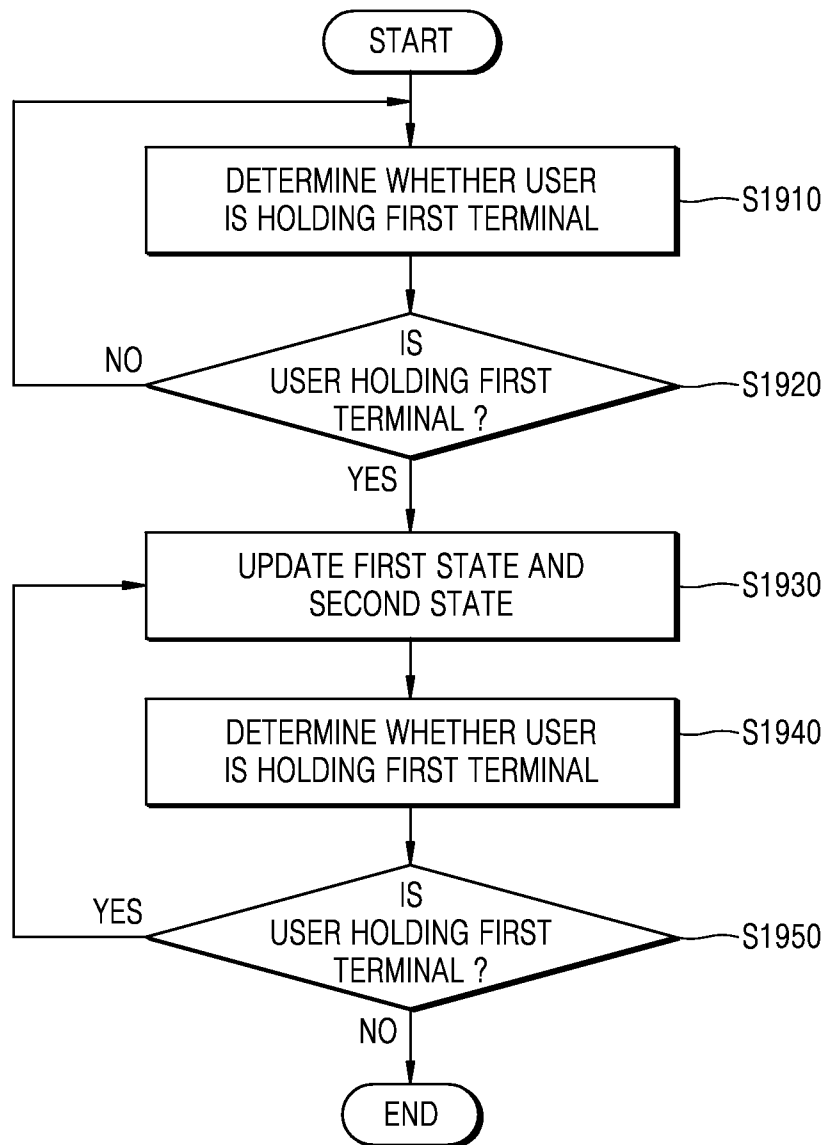 START
DETERMINE WHETHER USER
IS HOLDING FIRST TERMINAL
S1910
IS
USER HOLDING FIRST
TERMINAL ?
S1920
NO
YES
UPDATE FIRST STATE AND
SECOND STATE
S1930
DETERMINE WHETHER USER
IS HOLDING FIRST TERMINAL
S1940
IS
USER HOLDING FIRST
TERMINAL ?
S1950
YES
NO
END